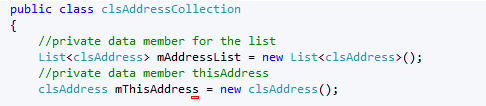 public class clsAddressCollection
{
//private data member for the list
List<clsAddress> mAddressList = new List<clsAddress>();
//private data member thisAddress
clsAddress mThisAddress = new clsAddress();